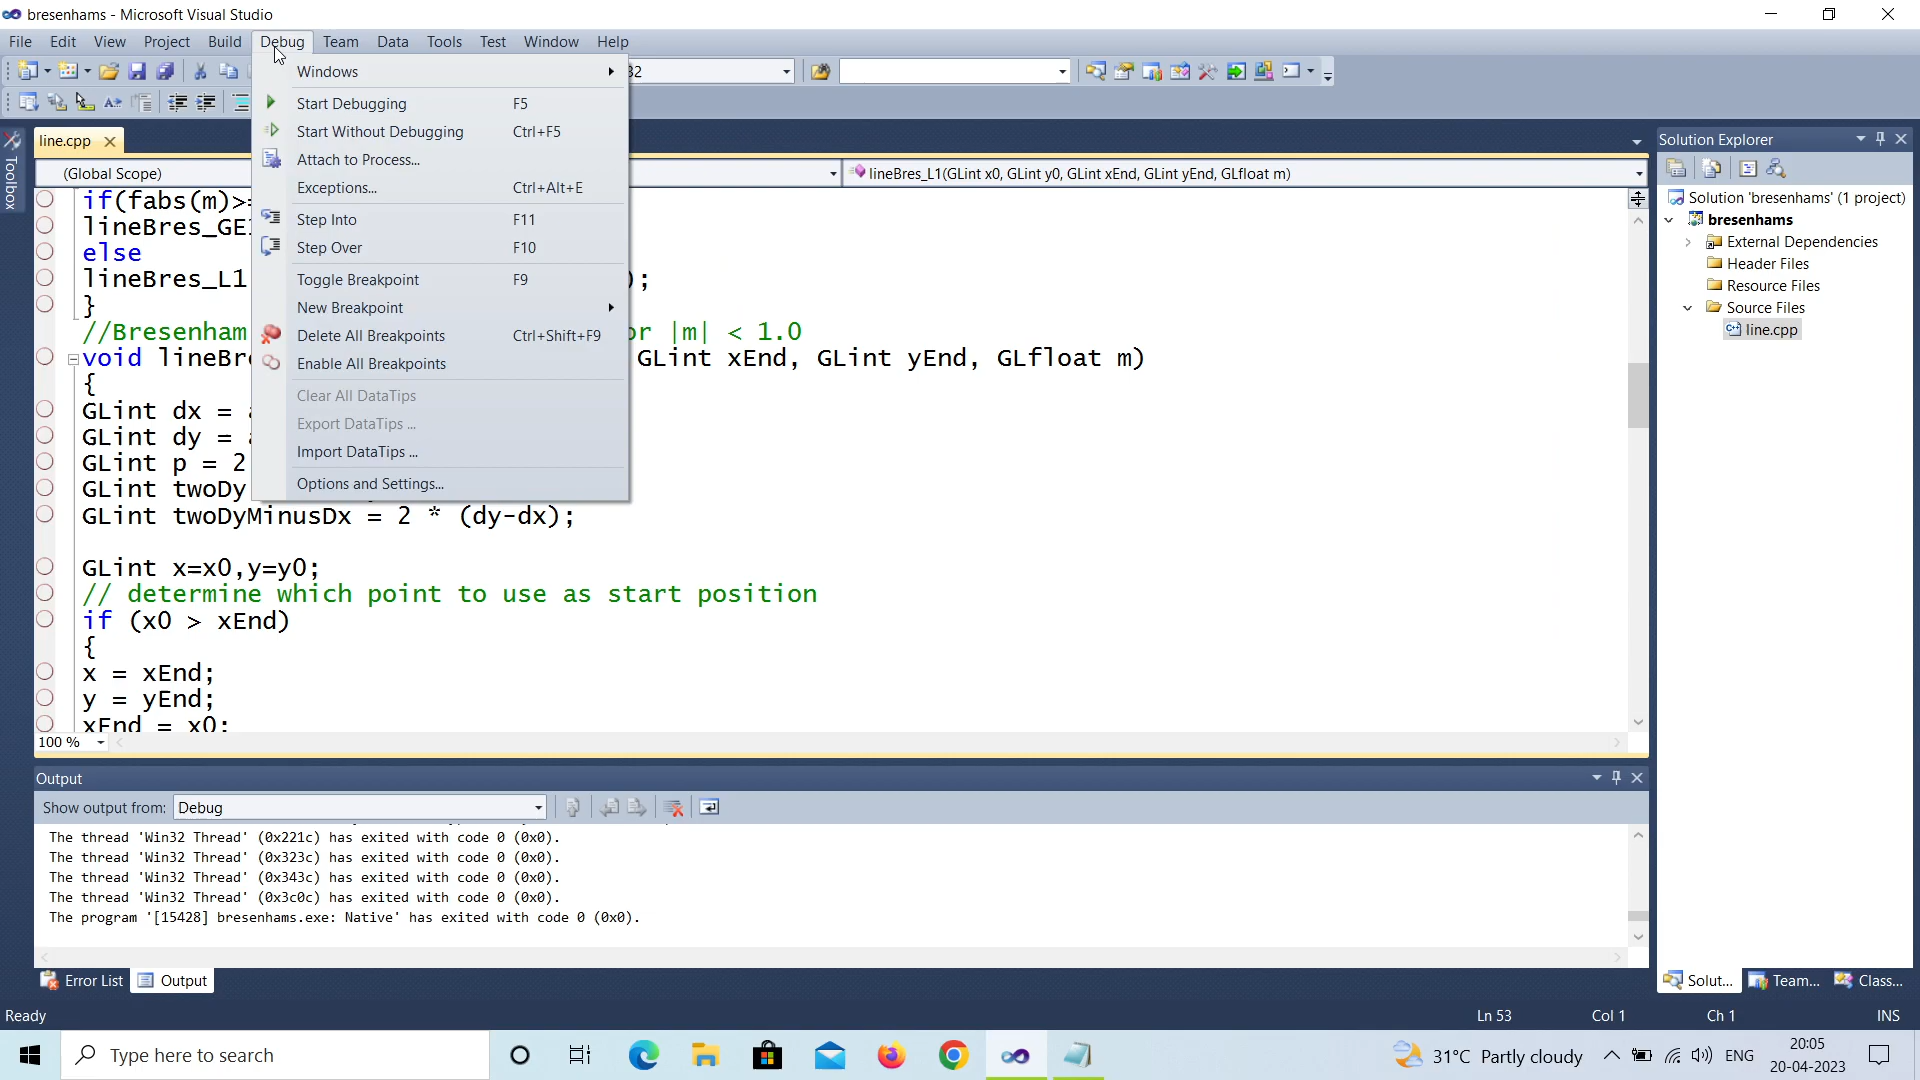 bresenhams - Microsoft Visual Studio
File Edit View Project Build Debug Team Data Tools Test Window Help
Windows
Start Debugging F5
Start Without Debugging Ctrl+F5
Attach to Process...
Exceptions... Ctrl+Alt+E
Step Into F11
Step Over F10
Toggle Breakpoint F9
New Breakpoint
Delete All Breakpoints Ctrl+Shift+F9
Enable All Breakpoints
Clear All DataTips
Export DataTips ...
Import DataTips ...
Options and Settings...
Toolbox
line.cpp
(Global Scope)
lineBres_L1(GLint x0, GLint y0, GLint xEnd, GLint yEnd, GLfloat m)
if(fabs(m)>
lineBres_GE
else
lineBres_L1 );
}
//Bresenham or |m| < 1.0
void lineBre GLint xEnd, GLint yEnd, GLfloat m)
{
GLint dx =
GLint dy =
GLint p = 2
GLint twoDy
GLint twoDyMinusDx = 2 * (dy-dx);
GLint x=x0,y=y0;
// determine which point to use as start position
if (x0 > xEnd)
{
x = xEnd;
y = yEnd;
xEnd = x0;
100 %
Solution Explorer
Solution 'bresenhams' (1 project)
bresenhams
External Dependencies
Header Files
Resource Files
Source Files
line.cpp
Output
Show output from: Debug
The thread 'Win32 Thread' (0x221c) has exited with code 0 (0x0).
The thread 'Win32 Thread' (0x323c) has exited with code 0 (0x0).
The thread 'Win32 Thread' (0x343c) has exited with code 0 (0x0).
The thread 'Win32 Thread' (0x3c0c) has exited with code 0 (0x0).
The program '[15428] bresenhams.exe: Native' has exited with code 0 (0x0).
Error List Output
Solut... Team... Class...
Ready Ln 53 Col 1 Ch 1 INS
Type here to search
31°C Partly cloudy ENG
20:05
20-04-2023